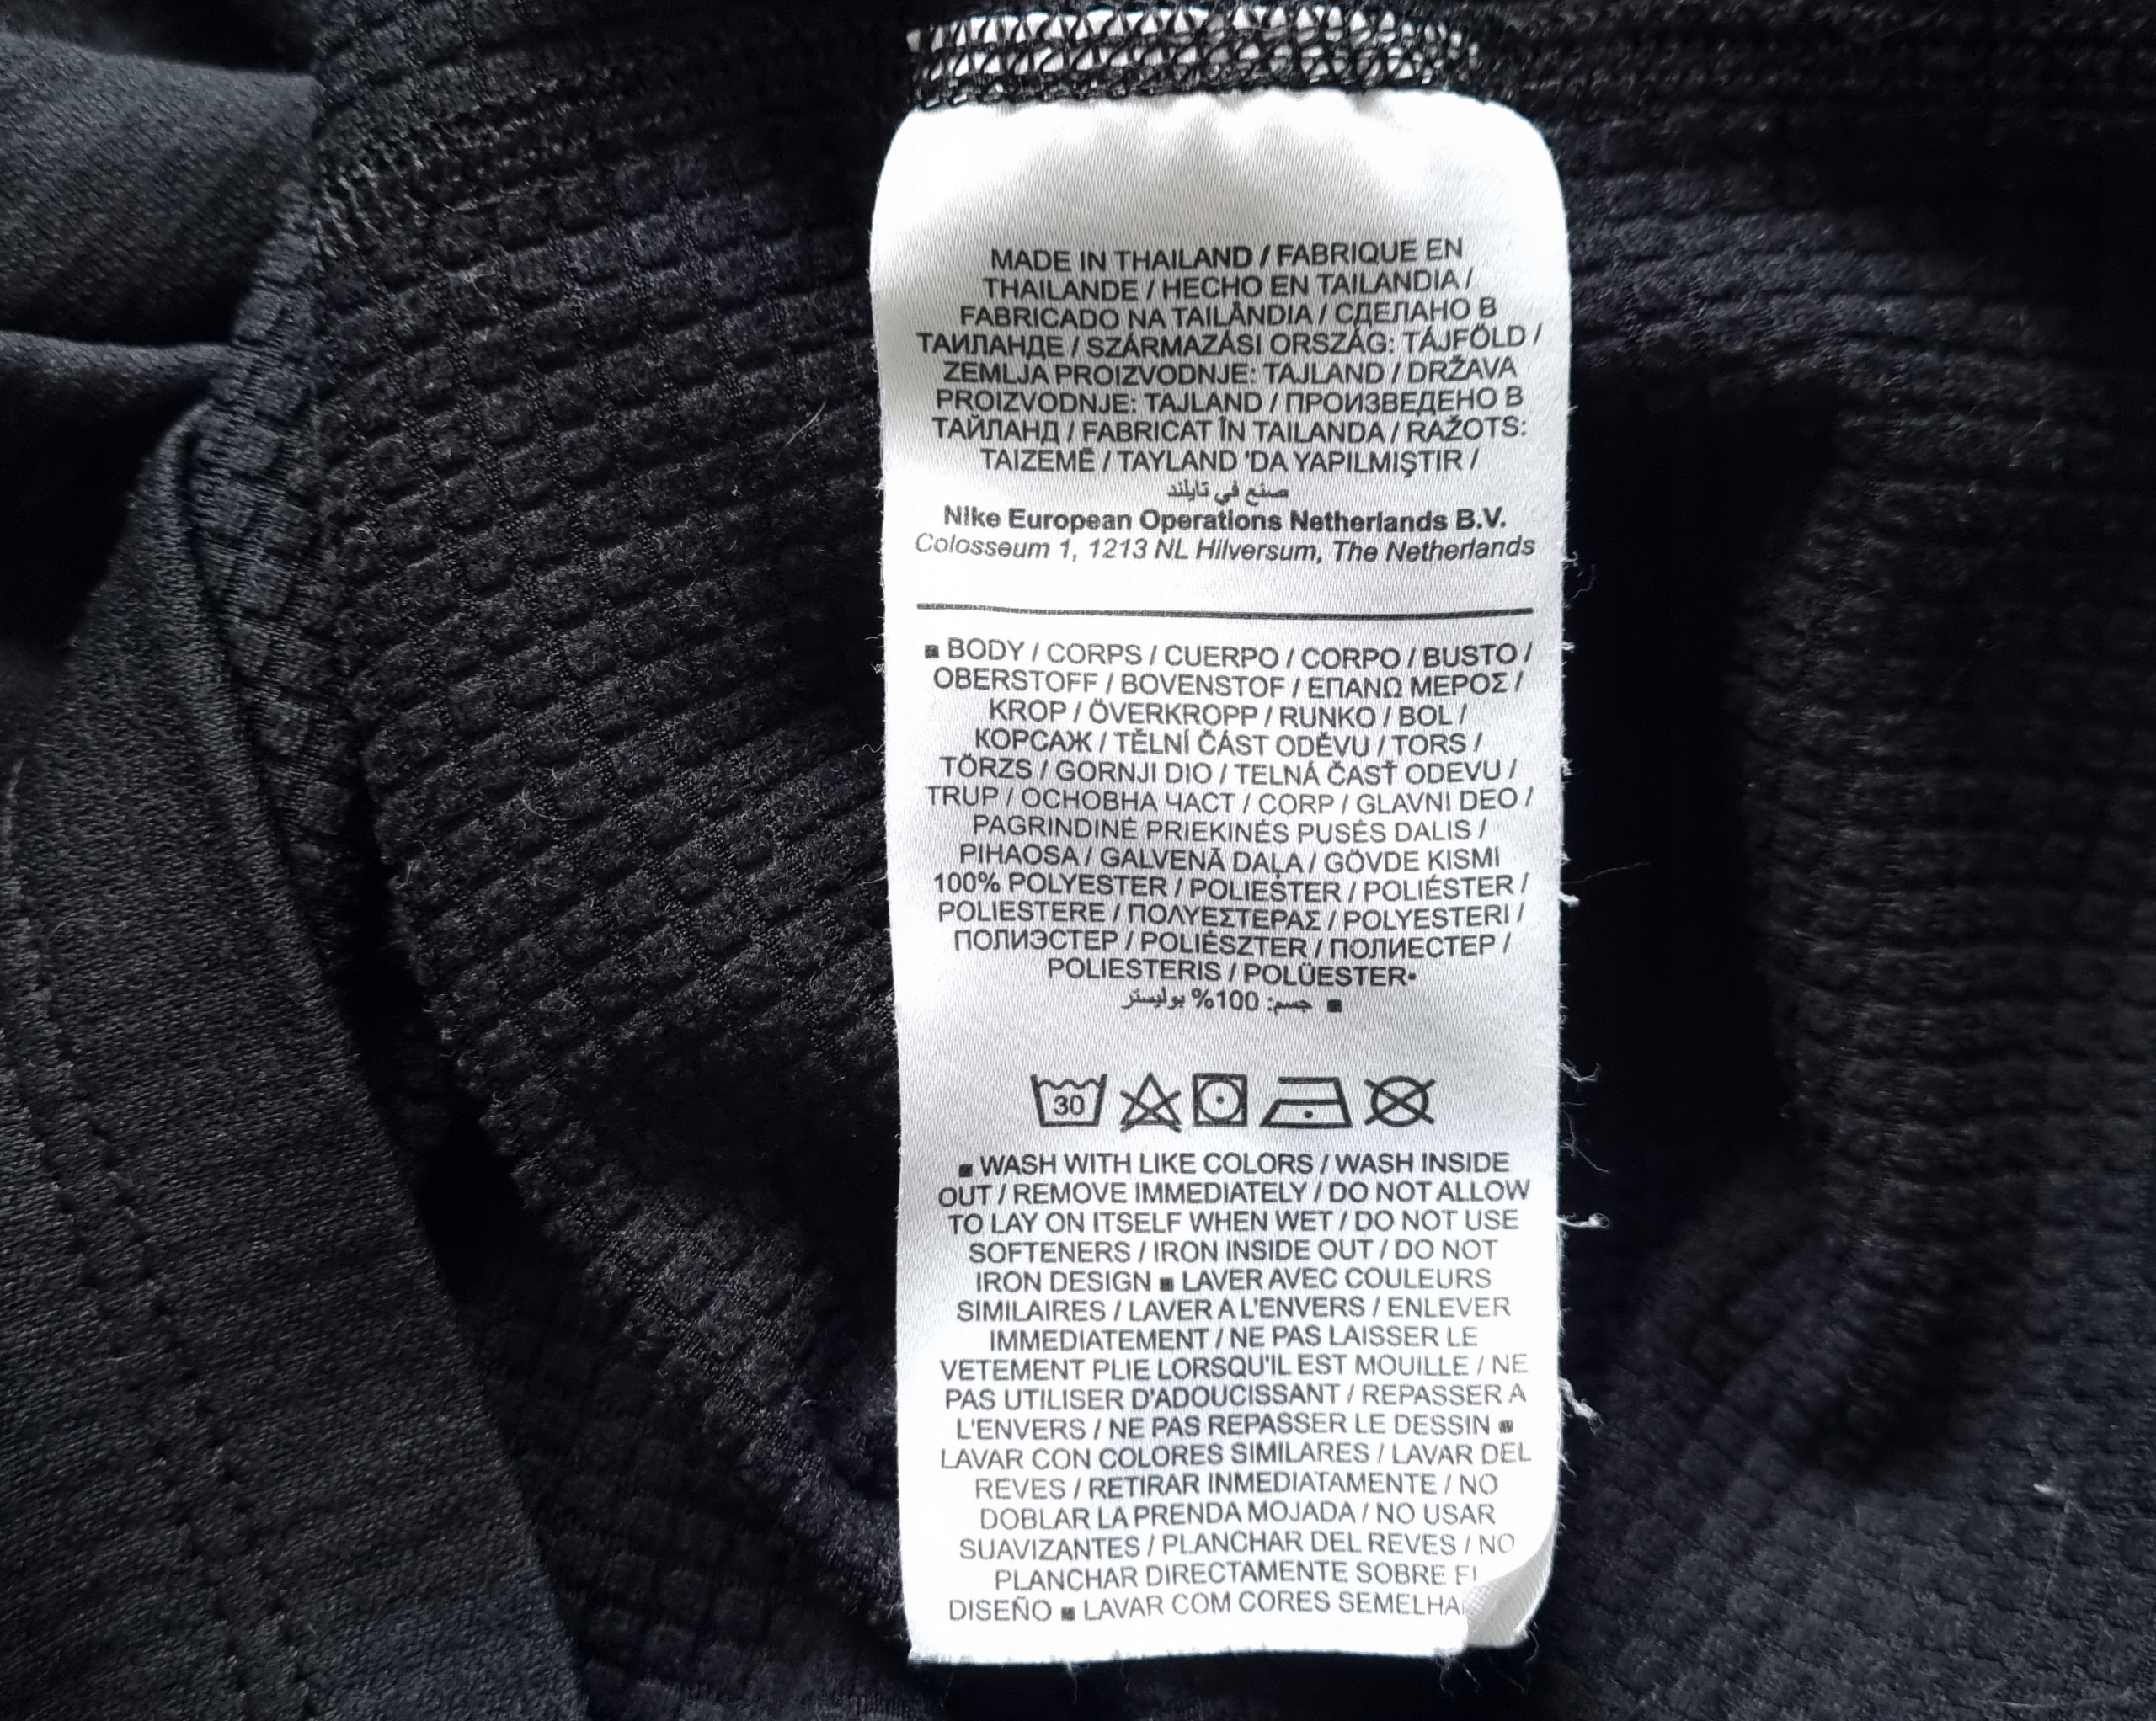 MADE IN THAILAND / FABRIQUE EN
THAILANDE / HECHO EN TAILANDIA /
FABRICADO NA TAILÂNDIA / СДЕЛАНО В
ТАИЛАНДЕ / SZÁRMAZÁSI ORSZÁG: TÁJFÖLD /
ZEMLJA PROIZVODNJE: TAJLAND / DRŽAVA
PROIZVODNJE: TAJLAND / ПРОИЗВЕДЕНО В
ТАЙЛАНД / FABRICAT ÎN TAILANDA / RAŽOTS:
TAIZEMĒ / TAYLAND 'DA YAPILMIŞTIR /
صنع في تايلند
Nike European Operations Netherlands B.V.
Colosseum 1, 1213 NL Hilversum, The Netherlands
■ BODY / CORPS / CUERPO / CORPO / BUSTO /
OBERSTOFF / BOVENSTOF / ΕΠΑΝΩ ΜΕΡΟΣ /
KROP / ÖVERKROPP / RUNKO / BOL /
КОРСАЖ / TĚLNÍ ČÁST ODĚVU / TORS /
TÖRZS / GORNJI DIO / TELNÁ ČASŤ ODEVU /
TRUP / ОСНОВНА ЧАСТ / CORP / GLAVNI DEO /
PAGRINDINĖ PRIEKINĖS PUSĖS DALIS /
PIHAOSA / GALVENĀ DAĻA / GÖVDE KISMI
100% POLYESTER / POLIESTER / POLIÉSTER /
POLIESTERE / ΠΟΛΥΕΣΤΕΡΑΣ / POLYESTERI /
ПОЛИЭСТЕР / POLIÉSZTER / ПОЛИЕСТЕР /
POLIESTERIS / POLÜESTER▪
■ جسم: 100% بوليستر
30
■ WASH WITH LIKE COLORS / WASH INSIDE
OUT / REMOVE IMMEDIATELY / DO NOT ALLOW
TO LAY ON ITSELF WHEN WET / DO NOT USE
SOFTENERS / IRON INSIDE OUT / DO NOT
IRON DESIGN ■ LAVER AVEC COULEURS
SIMILAIRES / LAVER A L'ENVERS / ENLEVER
IMMEDIATEMENT / NE PAS LAISSER LE
VETEMENT PLIE LORSQU'IL EST MOUILLE / NE
PAS UTILISER D'ADOUCISSANT / REPASSER A
L'ENVERS / NE PAS REPASSER LE DESSIN ■
LAVAR CON COLORES SIMILARES / LAVAR DEL
REVES / RETIRAR INMEDIATAMENTE / NO
DOBLAR LA PRENDA MOJADA / NO USAR
SUAVIZANTES / PLANCHAR DEL REVES / NO
PLANCHAR DIRECTAMENTE SOBRE
DISEÑO ■ LAVAR COM CORES